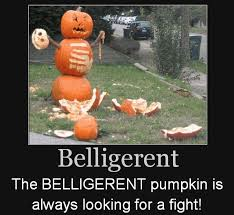 Belligerent
The BELLIGERENT pumpkin is
always looking for a fight!